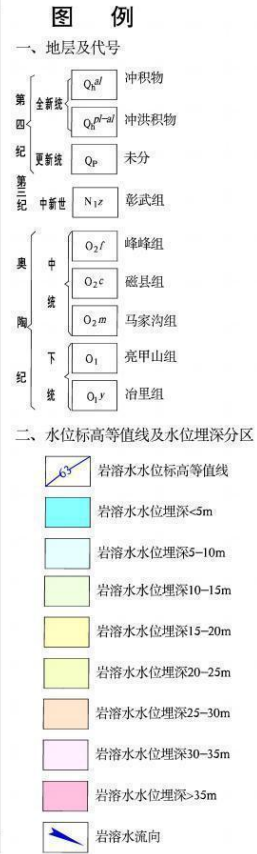 图 例
一、地层及代号
第四纪 全新统 Qh^al 冲积物
Qh^pl-al 冲洪积物
更新统 QP 未分
第三纪 中新世 N1z 彰武组
奥陶纪 中统 O2f 峰峰组
O2c 磁县组
O2m 马家沟组
下统 O1 亮甲山组
O1y 冶里组
二、水位标高等值线及水位埋深分区
63 岩溶水水位标高等值线
岩溶水水位埋深<5m
岩溶水水位埋深5-10m
岩溶水水位埋深10-15m
岩溶水水位埋深15-20m
岩溶水水位埋深20-25m
岩溶水水位埋深25-30m
岩溶水水位埋深30-35m
岩溶水水位埋深>35m
岩溶水流向